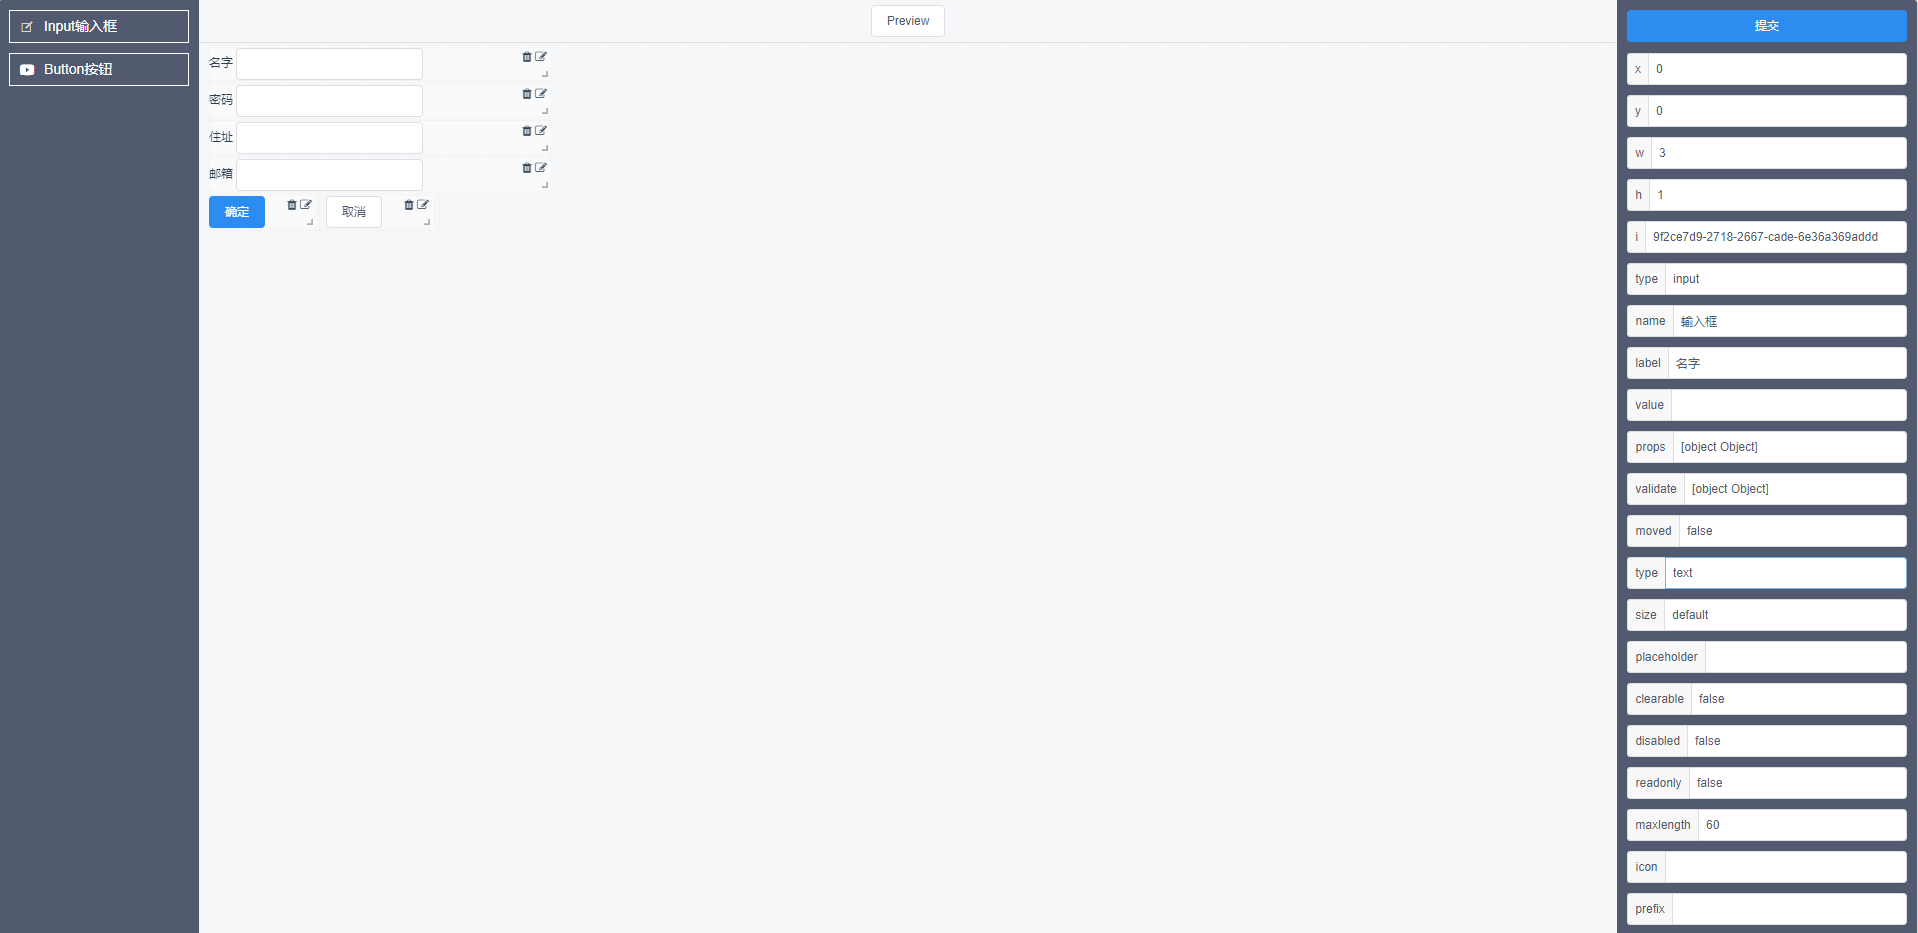 Input输入框
Button按钮
Preview
名字
密码
住址
邮箱
确定
取消
提交
x 0
y 0
w 3
h 1
i 9f2ce7d9-2718-2667-cade-6e36a369addd
type input
name 输入框
label 名字
value
props [object Object]
validate [object Object]
moved false
type text
size default
placeholder
clearable false
disabled false
readonly false
maxlength 60
icon
prefix